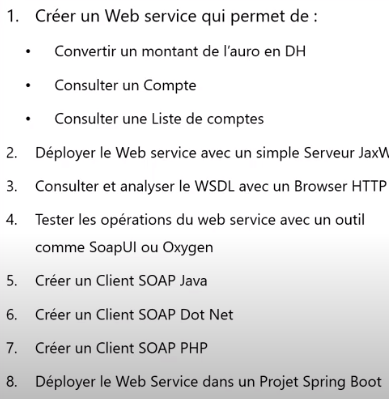 1. Créer un Web service qui permet de :
• Convertir un montant de l'auro en DH
• Consulter un Compte
• Consulter une Liste de comptes
2. Déployer le Web service avec un simple Serveur JaxW
3. Consulter et analyser le WSDL avec un Browser HTTP
4. Tester les opérations du web service avec un outil
comme SoapUI ou Oxygen
5. Créer un Client SOAP Java
6. Créer un Client SOAP Dot Net
7. Créer un Client SOAP PHP
8. Déployer le Web Service dans un Projet Spring Boot